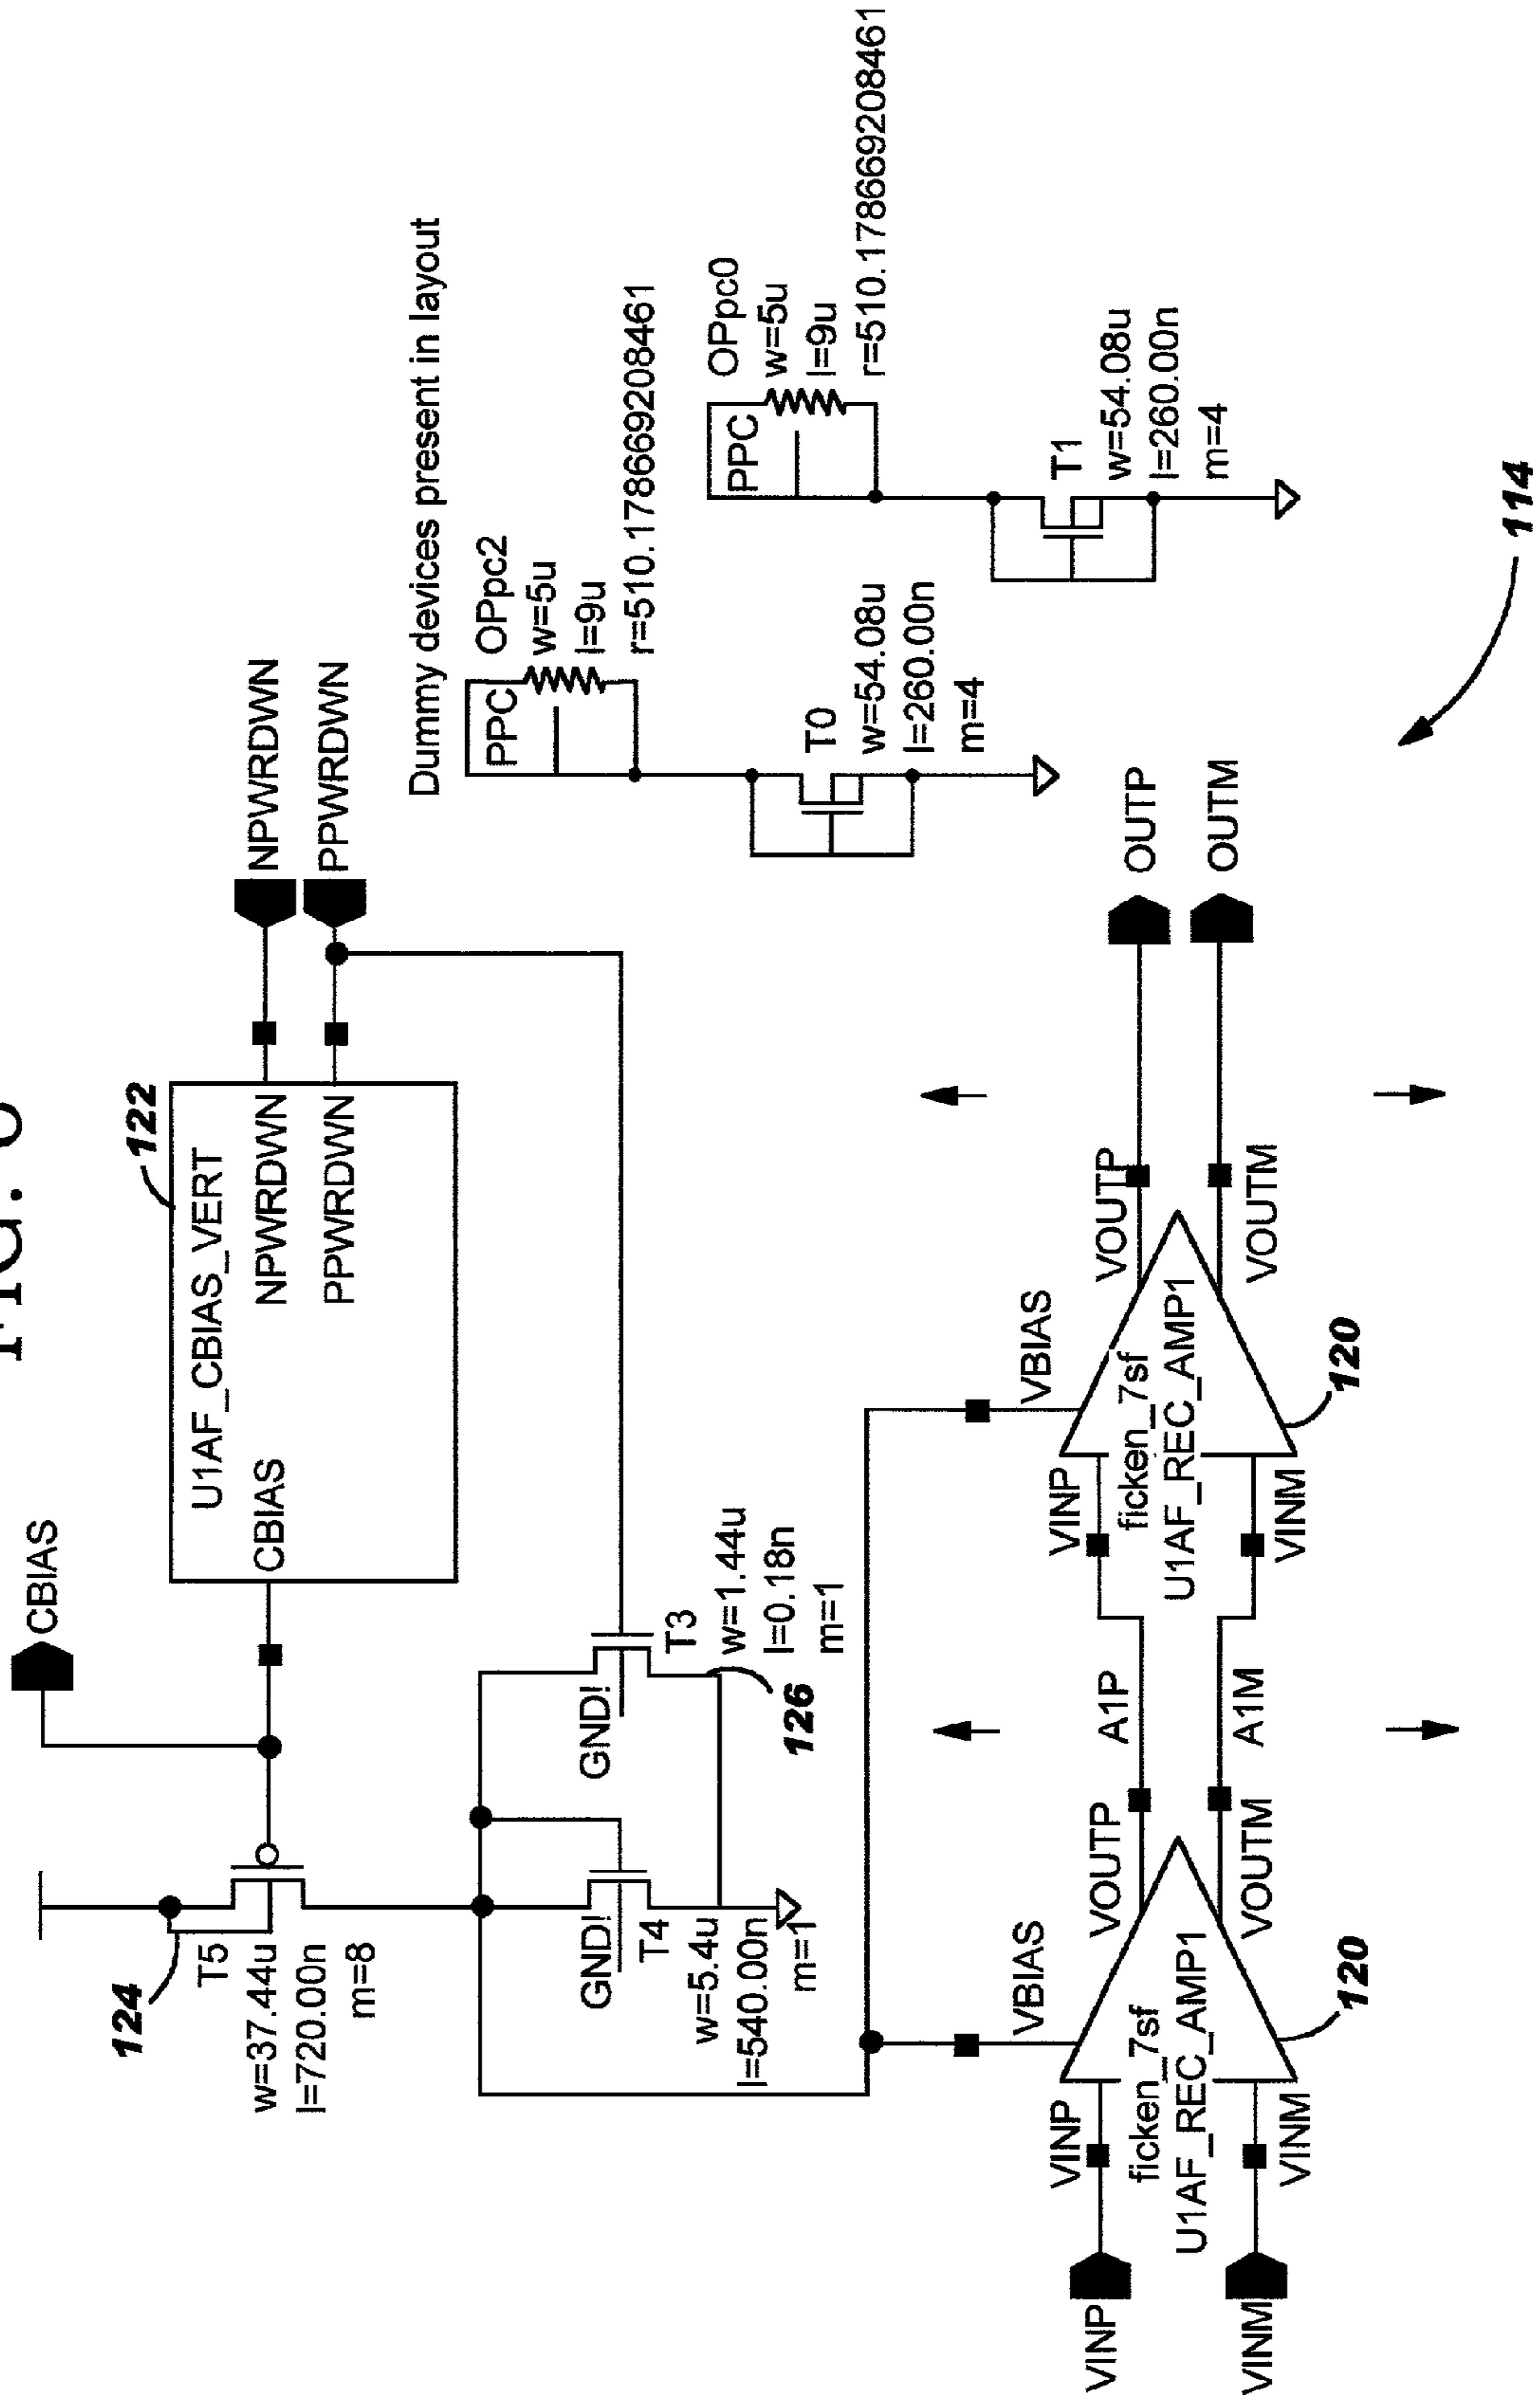 FIG. 6
CBIAS
122
U1AF_CBIAS_VERT
CBIAS
NPWRDWN
PPWRDWN
NPWRDWN
PPWRDWN
124
T5
w=37.44u
l=720.00n
m=8
GND!
T4
w=5.4u
l=540.00n
m=1
GND!
T3
w=1.44u
l=0.18n
m=1
126
Dummy devices present in layout
PPC
OPpc2
w=5u
l=9u
r=510.178669208461
T0
w=54.08u
l=260.00n
m=4
PPC
OPpc0
w=5u
l=9u
r=510.178669208461
T1
w=54.08u
l=260.00n
m=4
VINP
VINM
VINP
VINM
VBIAS
ficken_7sf
U1AF_REC_AMP1
120
VOUTP
VOUTM
A1P
A1M
VINP
VINM
VBIAS
ficken_7sf
U1AF_REC_AMP1
120
VOUTP
VOUTM
OUTP
OUTM
114